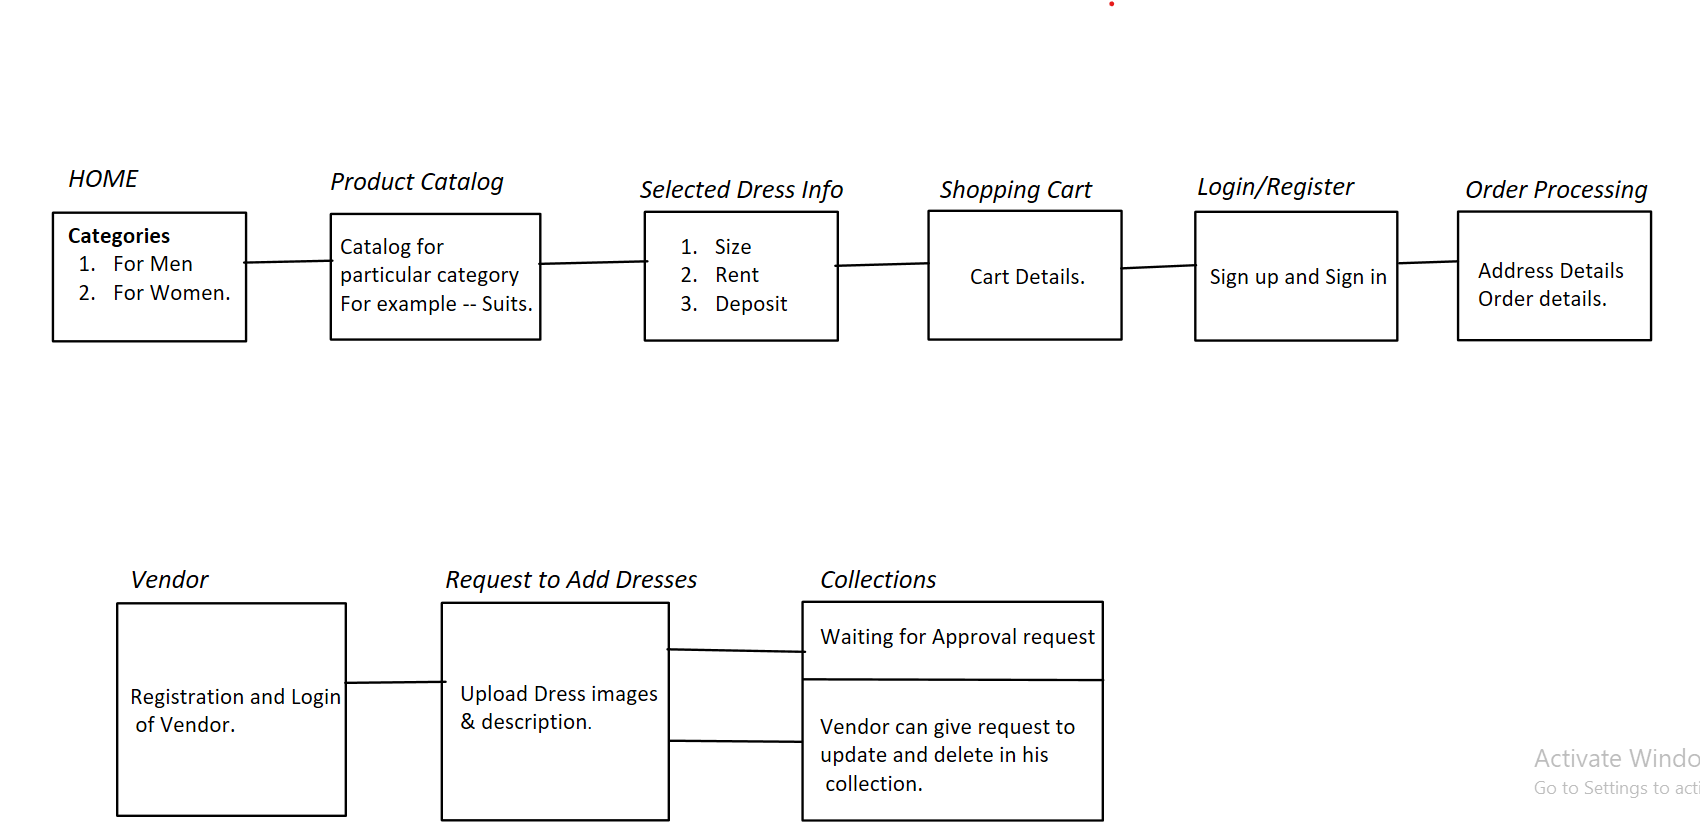 HOME
Product Catalog
Selected Dress Info
Shopping Cart
Login/Register
Order Processing
Categories
1. For Men
2. For Women.
Catalog for
particular category
For example -- Suits.
1. Size
2. Rent
3. Deposit
Cart Details.
Sign up and Sign in
Address Details
Order details.
Vendor
Request to Add Dresses
Collections
Registration and Login
of Vendor.
Upload Dress images
& description.
Waiting for Approval request
Vendor can give request to
update and delete in his
collection.
Activate Windo
Go to Settings to acti